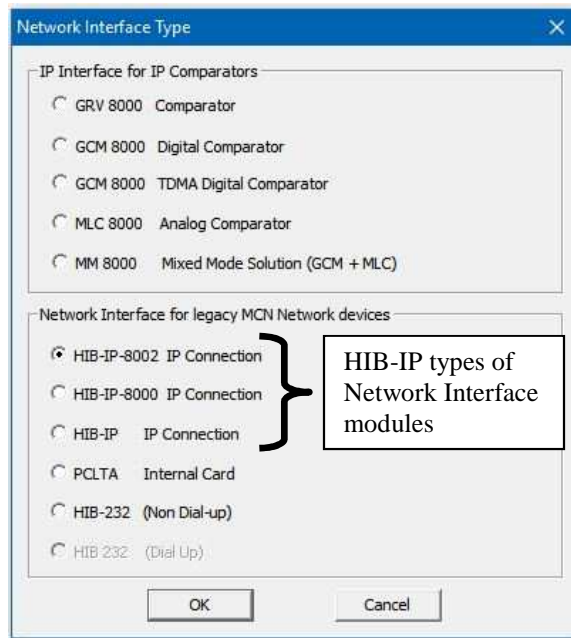 Network Interface Type
IP Interface for IP Comparators
GRV 8000 Comparator
GCM 8000 Digital Comparator
GCM 8000 TDMA Digital Comparator
MLC 8000 Analog Comparator
MM 8000 Mixed Mode Solution (GCM + MLC)
Network Interface for legacy MCN Network devices
HIB-IP-8002 IP Connection
HIB-IP-8000 IP Connection
HIB-IP IP Connection
HIB-IP types of
Network Interface
modules
PCLTA Internal Card
HIB-232 (Non Dial-up)
HIB 232 (Dial Up)
OK Cancel